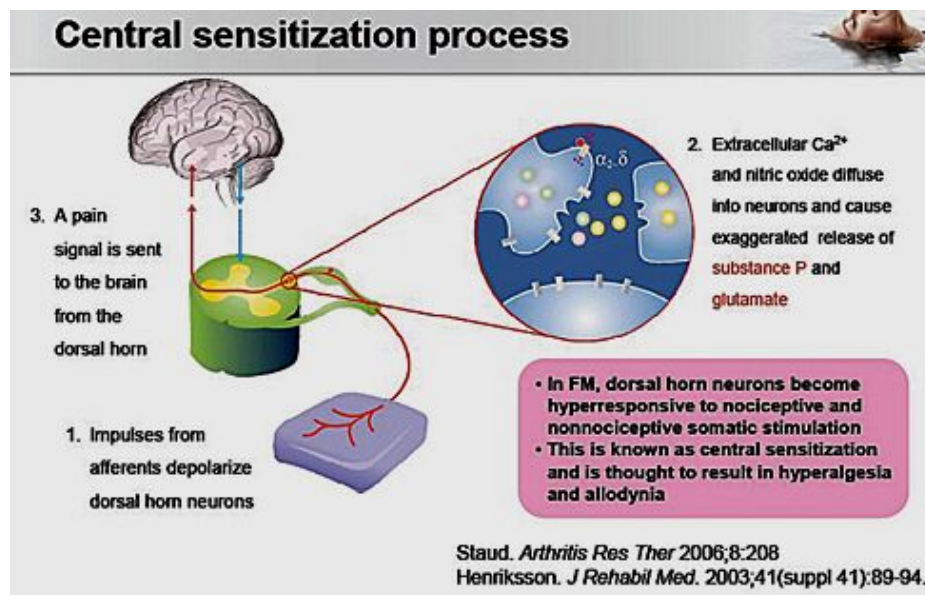 Central sensitization process
α₂δ
2. Extracellular Ca²⁺
and nitric oxide diffuse
into neurons and cause
exaggerated release of
substance P and
glutamate
3. A pain
signal is sent
to the brain
from the
dorsal horn
1. Impulses from
afferents depolarize
dorsal horn neurons
• In FM, dorsal horn neurons become
hyperresponsive to nociceptive and
nonnociceptive somatic stimulation
• This is known as central sensitization
and is thought to result in hyperalgesia
and allodynia
Staud. Arthritis Res Ther 2006;8:208
Henriksson. J Rehabil Med. 2003;41(suppl 41):89-94.